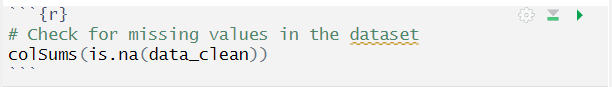 ```{r}
# Check for missing values in the dataset
colSums(is.na(data_clean))
```